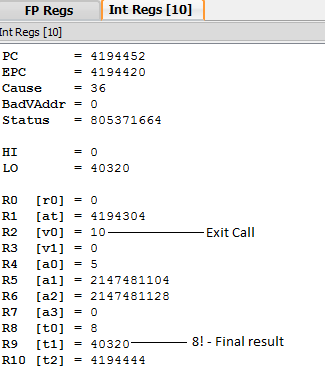 FP Regs Int Regs [10]
Int Regs [10]
PC = 4194452
EPC = 4194420
Cause = 36
BadVAddr = 0
Status = 805371664
HI = 0
LO = 40320
R0 [r0] = 0
R1 [at] = 4194304
R2 [v0] = 10 Exit Call
R3 [v1] = 0
R4 [a0] = 5
R5 [a1] = 2147481104
R6 [a2] = 2147481128
R7 [a3] = 0
R8 [t0] = 8
R9 [t1] = 40320 8! - Final result
R10 [t2] = 4194444